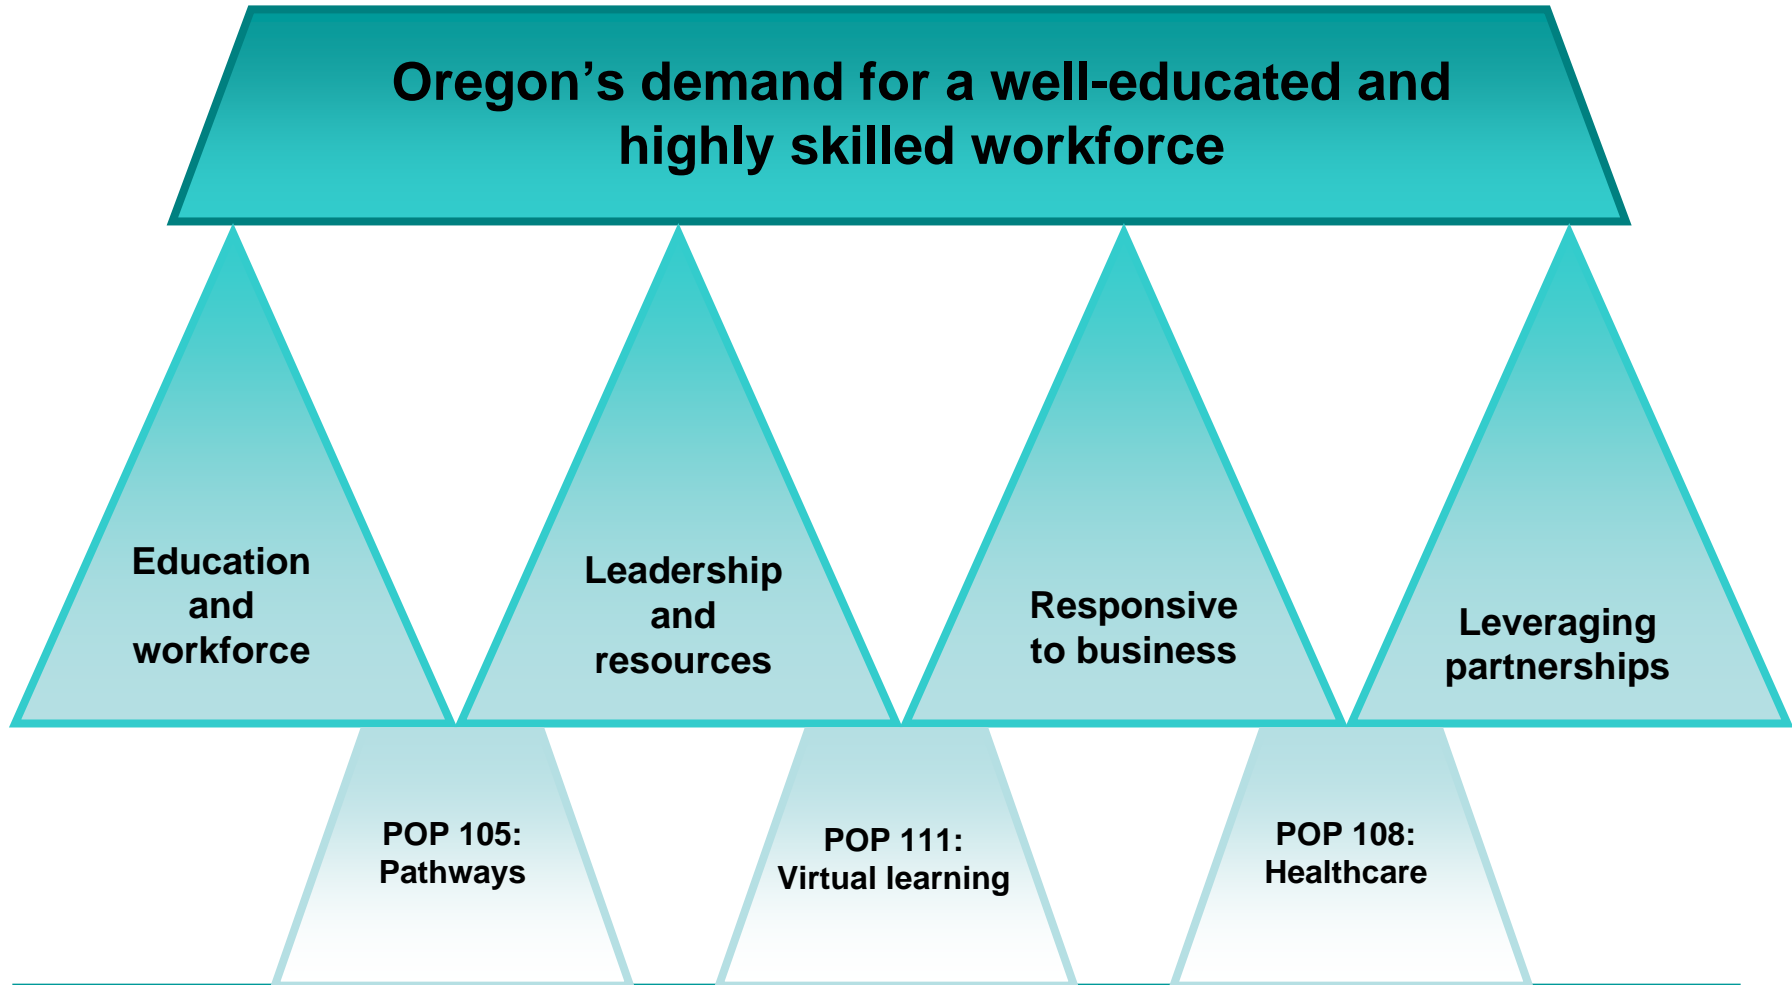 Oregon’s demand for a well-educated and
highly skilled workforce
Education
and
workforce
Leadership
and
resources
Responsive
to business
Leveraging
partnerships
POP 105:
Pathways
POP 111:
Virtual learning
POP 108:
Healthcare